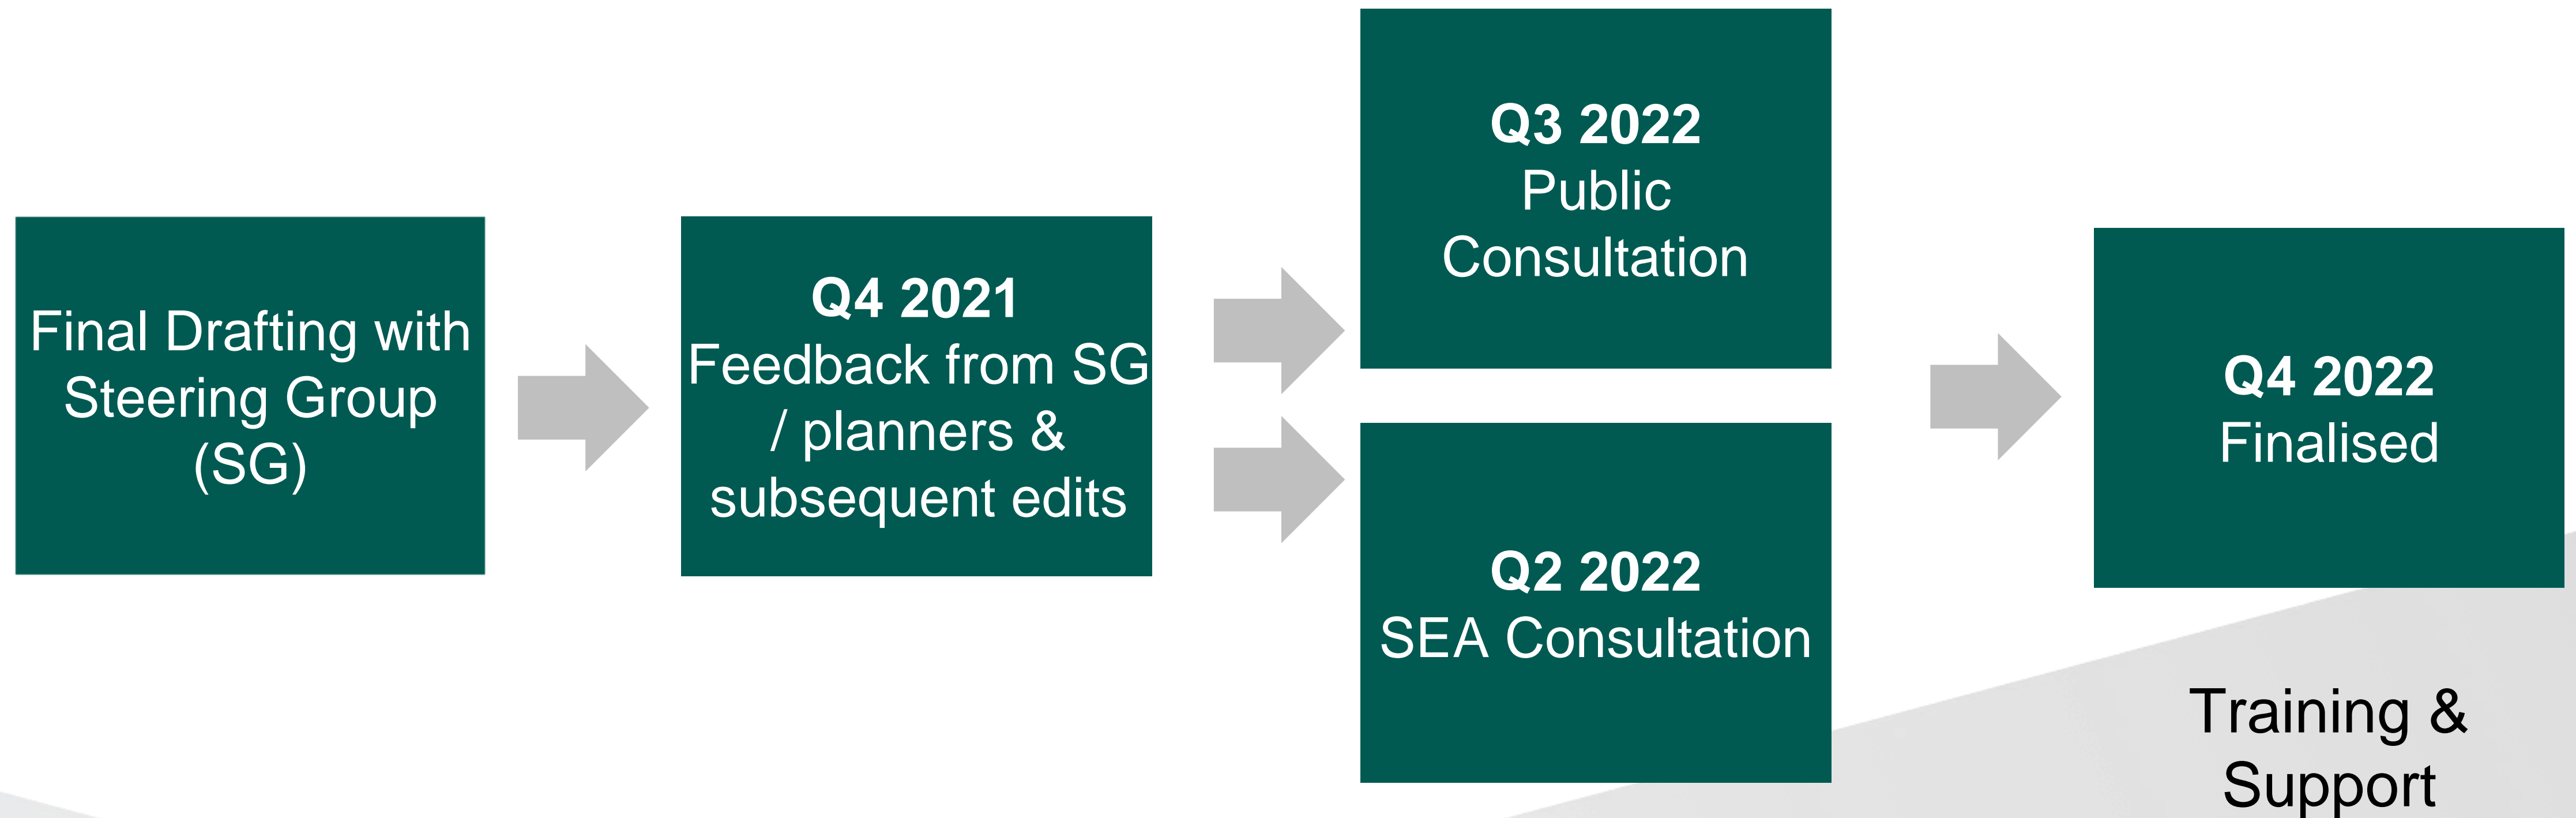 Final Drafting with
Steering Group
(SG)
Q4 2021
Feedback from SG
/ planners &
subsequent edits
Q3 2022
Public
Consultation
Q2 2022
SEA Consultation
Q4 2022
Finalised
Training &
Support